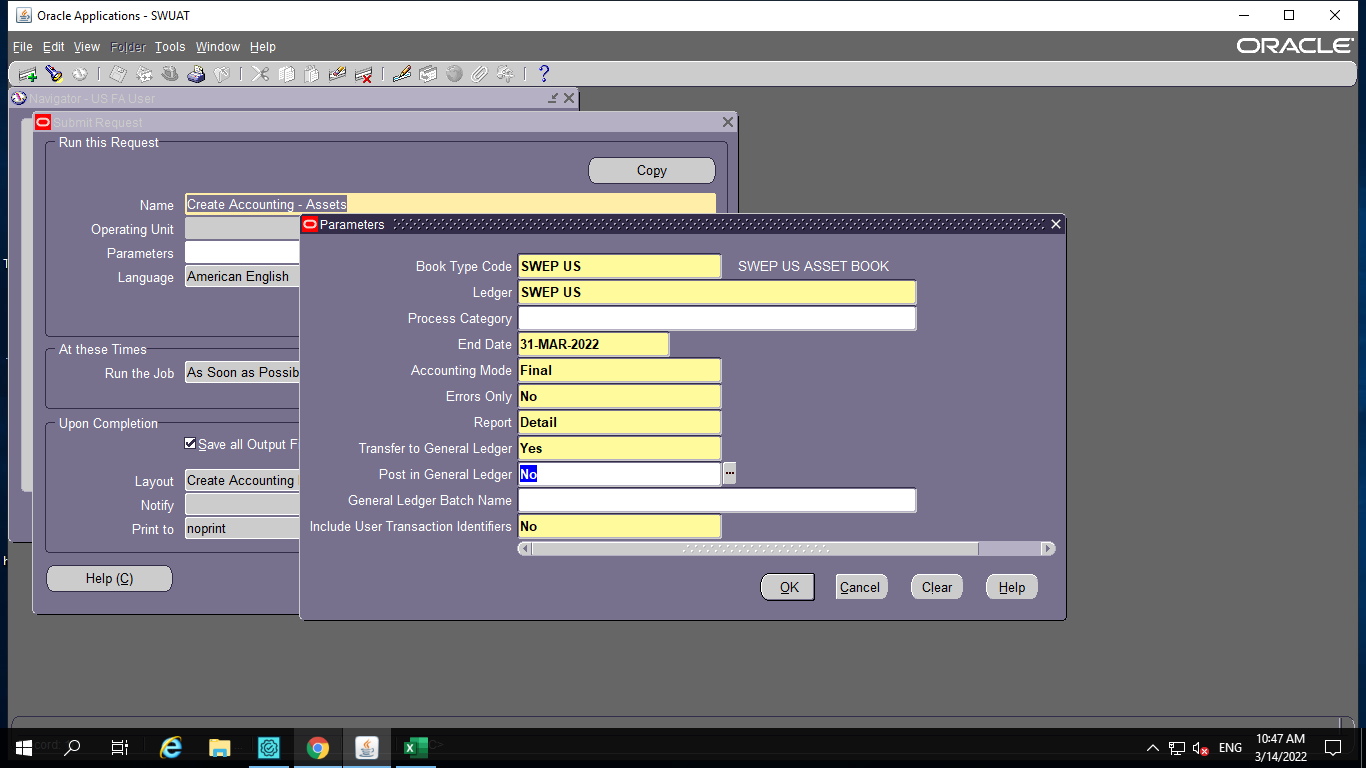 Oracle Applications - SWUAT
File Edit View Folder Tools Window Help
ORACLE
Navigator - US FA User
Submit Request
Run this Request
Copy
Name Create Accounting - Assets
Operating Unit
Parameters
Language American English
At these Times
Run the Job As Soon as Possib
Upon Completion
Save all Output F
Layout Create Accounting
Notify
Print to noprint
Help (C)
Parameters
Book Type Code SWEP US SWEP US ASSET BOOK
Ledger SWEP US
Process Category
End Date 31-MAR-2022
Accounting Mode Final
Errors Only No
Report Detail
Transfer to General Ledger Yes
Post in General Ledger No
General Ledger Batch Name
Include User Transaction Identifiers No
OK Cancel Clear Help
ENG
10:47 AM
3/14/2022